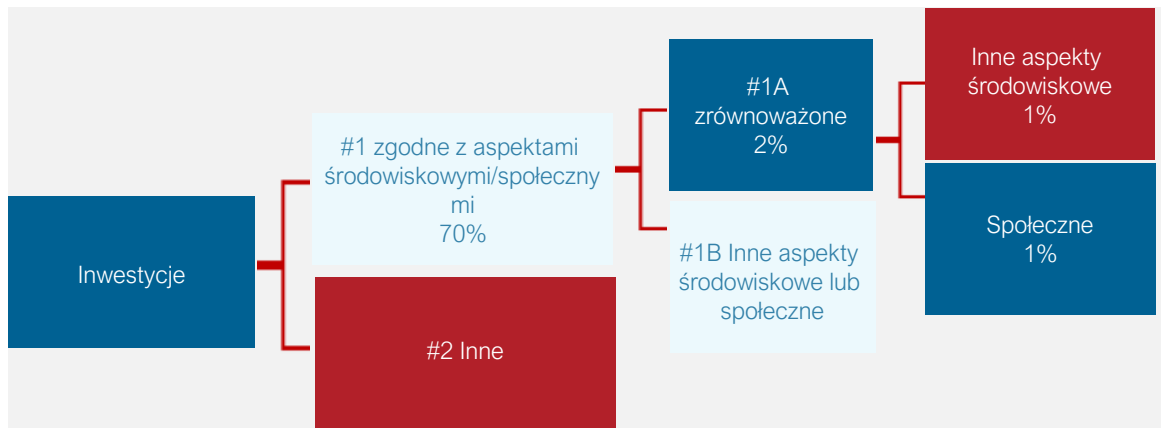 Inwestycje
#1 zgodne z aspektami
środowiskowymi/społeczny
mi
70%
#2 Inne
#1A
zrównoważone
2%
#1B Inne aspekty
środowiskowe lub
społeczne
Inne aspekty
środowiskowe
1%
Społeczne
1%